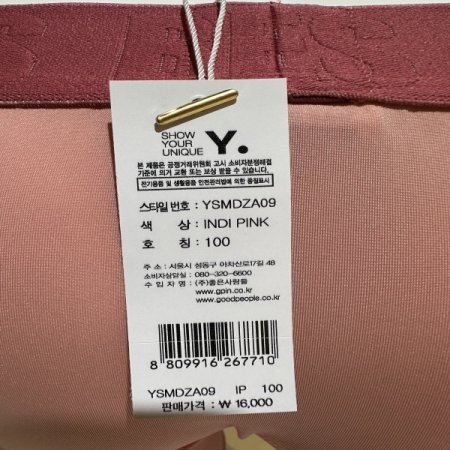 SHOW
YOUR
UNIQUE
Y.
본 제품은 공정거래위원회 고시 소비자분쟁해결
기준에 의거 교환 또는 보상 받을 수 있습니다
전기용품 및 생활용품 안전관리법에 의한 품질표시
스타일 번호 : YSMDZA09
색 상 : INDI PINK
호 칭 : 100
주 소 : 서울시 성동구 아차산로17길 48
소비자상담실 : 080-320-6600
수 입 자 명 : (주)좋은사람들
www.gpin.co.kr
www.goodpeople.co.kr
8 809916 267710
YSMDZA09 IP 100
판매가격 : ₩ 16,000